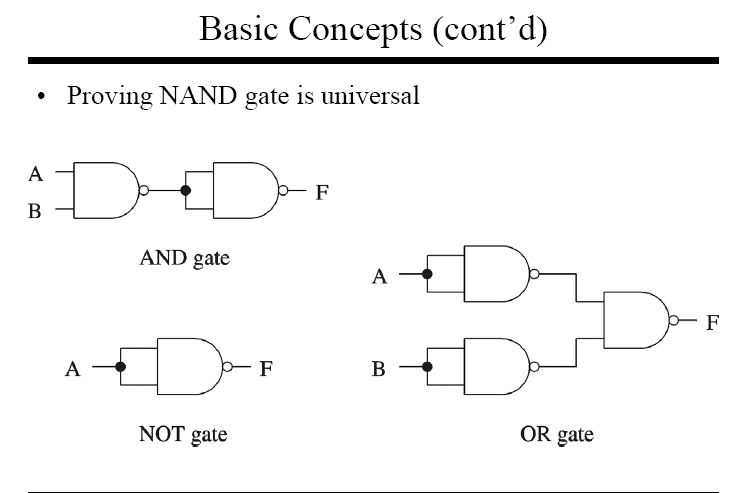 Basic Concepts (cont’d)
• Proving NAND gate is universal
A
B
F
AND gate
A
F
NOT gate
A
B
F
OR gate